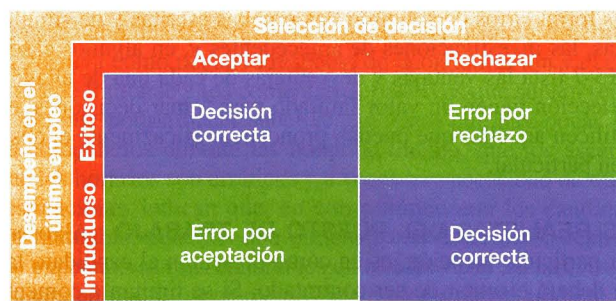 Selección de decisión
Aceptar
Rechazar
Desempeño en el
último empleo
Exitoso
Decisión
correcta
Error por
rechazo
Infructuoso
Error por
aceptación
Decisión
correcta